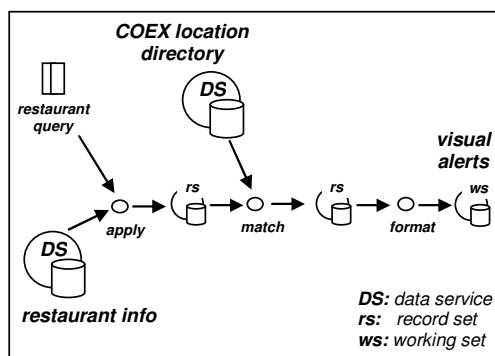 COEX location
directory
DS
restaurant
query
visual
alerts
rs
rs
ws
apply
match
format
DS
restaurant info
DS: data service
rs: record set
ws: working set